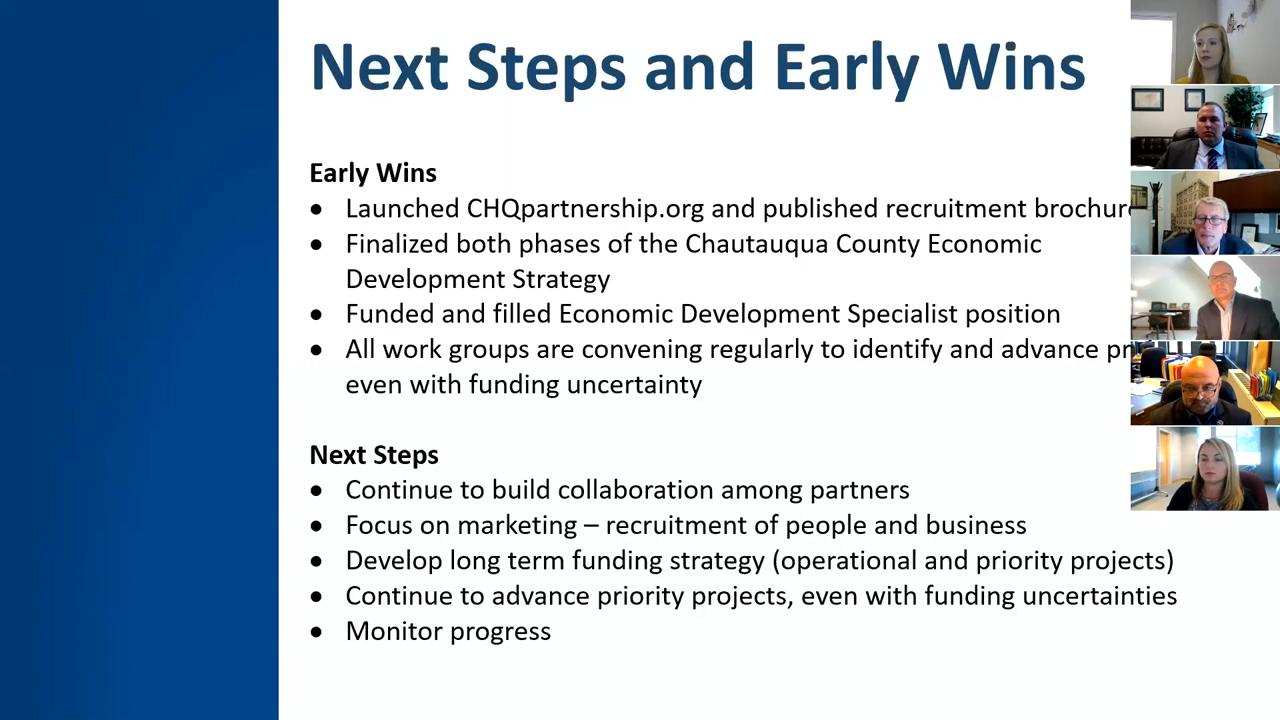 Next Steps and Early Wins
Early Wins
● Launched CHQpartnership.org and published recruitment
● Finalized both phases of the Chautauqua County Economic
Development Strategy
● Funded and filled Economic Development Specialist position
● All work groups are convening regularly to identify and advance
even with funding uncertainty
Next Steps
● Continue to build collaboration among partners
● Focus on marketing – recruitment of people and business
● Develop long term funding strategy (operational and priority projects)
● Continue to advance priority projects, even with funding uncertainties
● Monitor progress